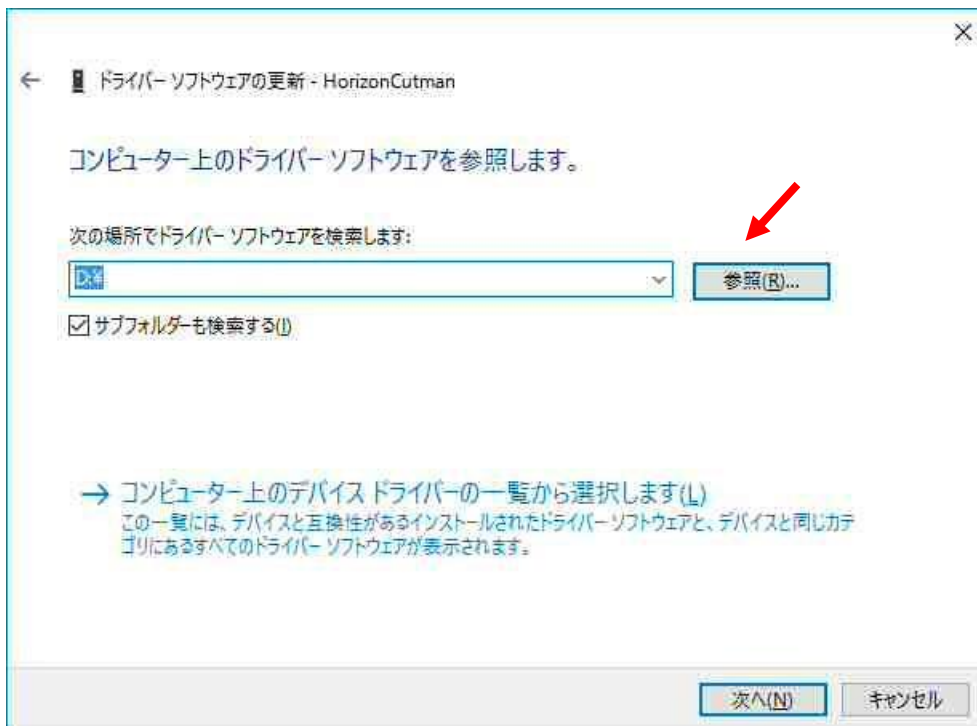 ドライバー ソフトウェアの更新 - HorizonCutman
コンピューター上のドライバー ソフトウェアを参照します。
次の場所でドライバー ソフトウェアを検索します:
D:¥
参照(R)...
サブフォルダーも検索する(I)
コンピューター上のデバイス ドライバーの一覧から選択します(L)
この一覧には、デバイスと互換性があるインストールされたドライバー ソフトウェアと、デバイスと同じカテ
ゴリにあるすべてのドライバー ソフトウェアが表示されます。
次へ(N)
キャンセル